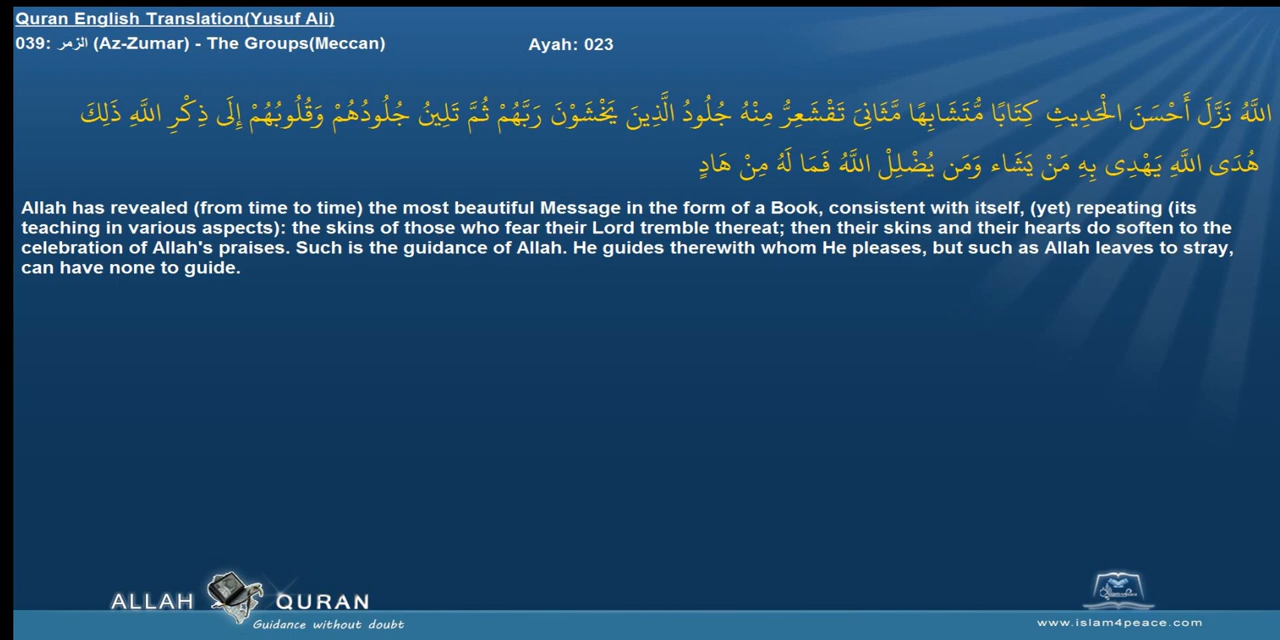 Quran English Translation(Yusuf Ali)
039: الزمر (Az-Zumar) - The Groups(Meccan) Ayah: 023
اللَّهُ نَزَّلَ أَحْسَنَ الْحَدِيثِ كِتَابًا مُّتَشَابِهًا مَّثَانِيَ تَقْشَعِرُّ مِنْهُ جُلُودُ الَّذِينَ يَخْشَوْنَ رَبَّهُمْ ثُمَّ تَلِينُ جُلُودُهُمْ وَقُلُوبُهُمْ إِلَى ذِكْرِ اللَّهِ ذَلِكَ
هُدَى اللَّهِ يَهْدِى بِهِ مَنْ يَشَاء وَمَن يُضْلِلْ اللَّهُ فَمَا لَهُ مِنْ هَادٍ
Allah has revealed (from time to time) the most beautiful Message in the form of a Book, consistent with itself, (yet) repeating (its
teaching in various aspects): the skins of those who fear their Lord tremble thereat; then their skins and their hearts do soften to the
celebration of Allah's praises. Such is the guidance of Allah. He guides therewith whom He pleases, but such as Allah leaves to stray,
can have none to guide.
ALLAH QURAN
Guidance without doubt
www.islam4peace.com